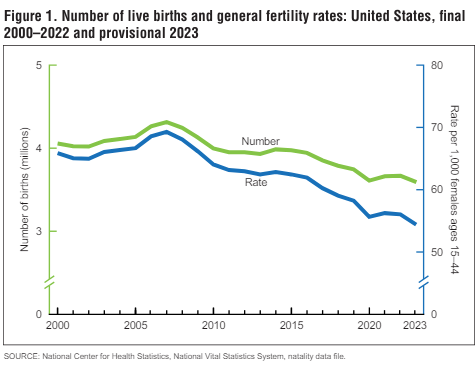 Figure 1. Number of live births and general fertility rates: United States, final
2000–2022 and provisional 2023
5
80
70
Number
4
Rate
60
3
50
0
0
Number of births (millions)
Rate per 1,000 females ages 15–44
2000
2005
2010
2015
2020
2023
SOURCE: National Center for Health Statistics, National Vital Statistics System, natality data file.